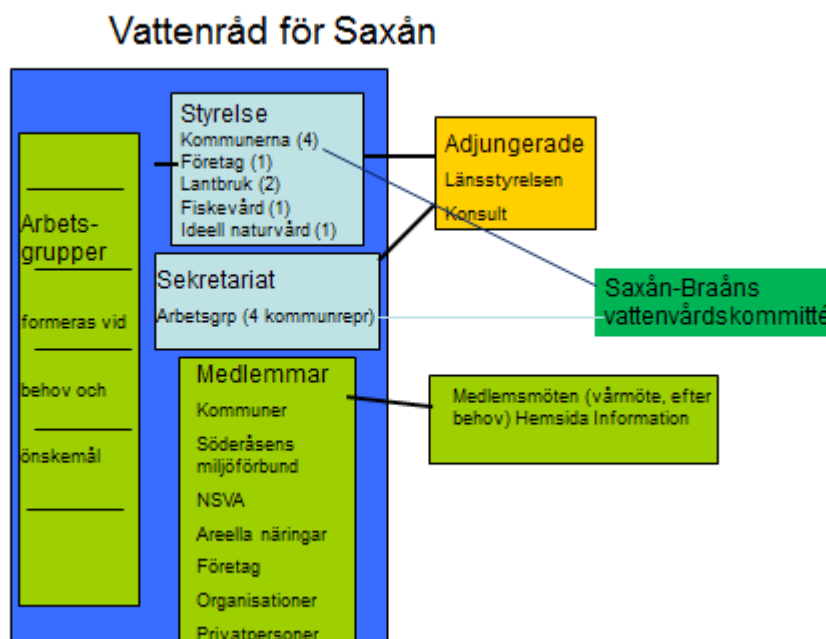 Vattenråd för Saxån
Styrelse
Kommunerna (4)
Företag (1)
Lantbruk (2)
Fiskevård (1)
Ideell naturvård (1)
Adjungerade
Länsstyrelsen
Konsult
Arbets-
grupper
formeras vid
behov och
önskemål
Sekretariat
Arbetsgrp (4 kommunrepr)
Saxån-Braåns
vattenvårdskommitté
Medlemmar
Kommuner
Söderåsens
miljöförbund
NSVA
Areella näringar
Företag
Organisationer
Privatpersoner
Medlemsmöten (vårmöte, efter
behov) Hemsida Information